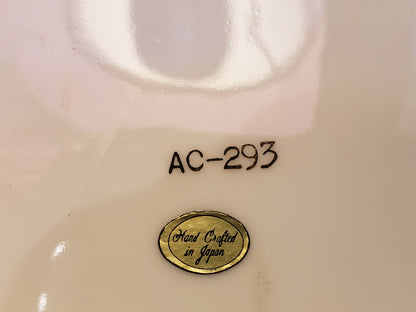 AC-293
Hand Crafted
in Japan